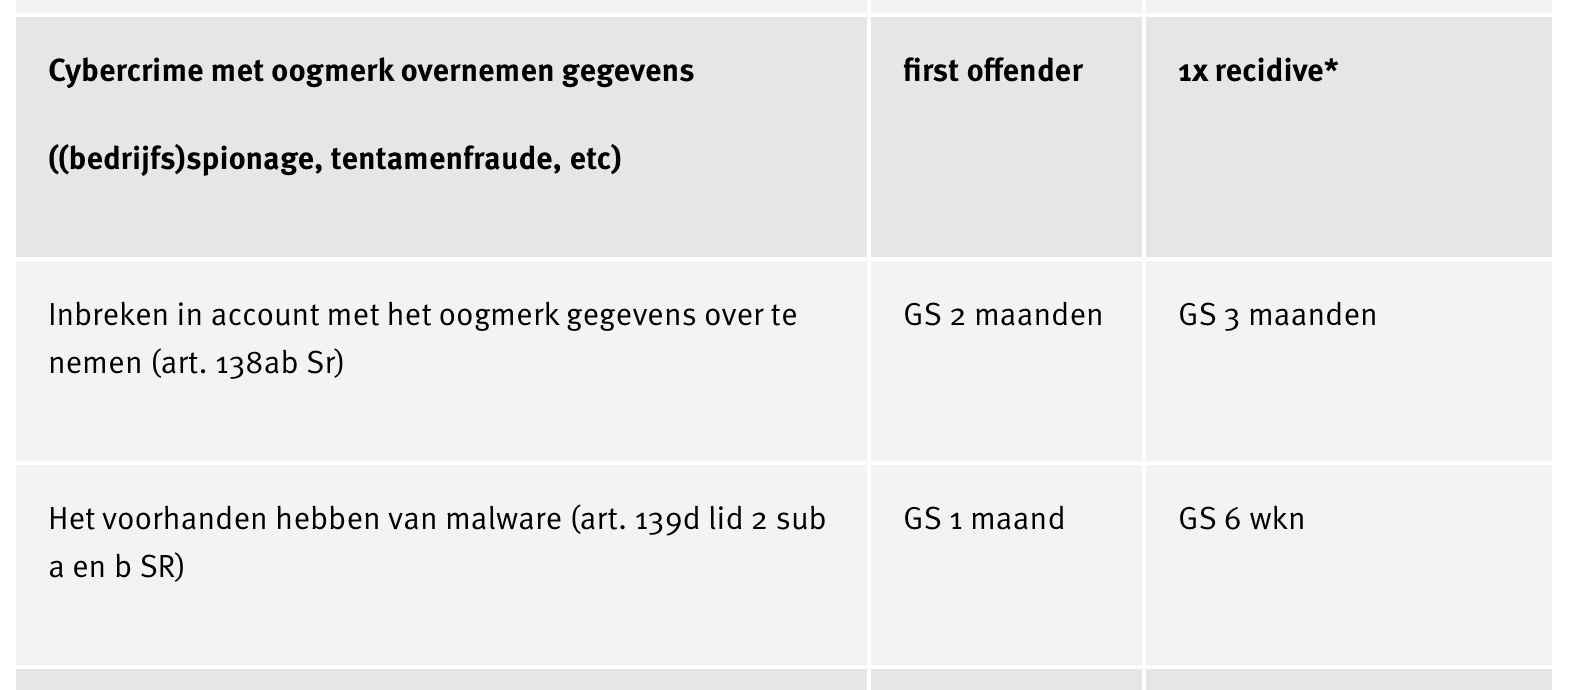 Cybercrime met oogmerk overnemen gegevens
((bedrijfs)spionage, tentamenfraude, etc)
first offender
1x recidive*
Inbreken in account met het oogmerk gegevens over te
nemen (art. 138ab Sr)
GS 2 maanden
GS 3 maanden
Het voorhanden hebben van malware (art. 139d lid 2 sub
a en b SR)
GS 1 maand
GS 6 wkn